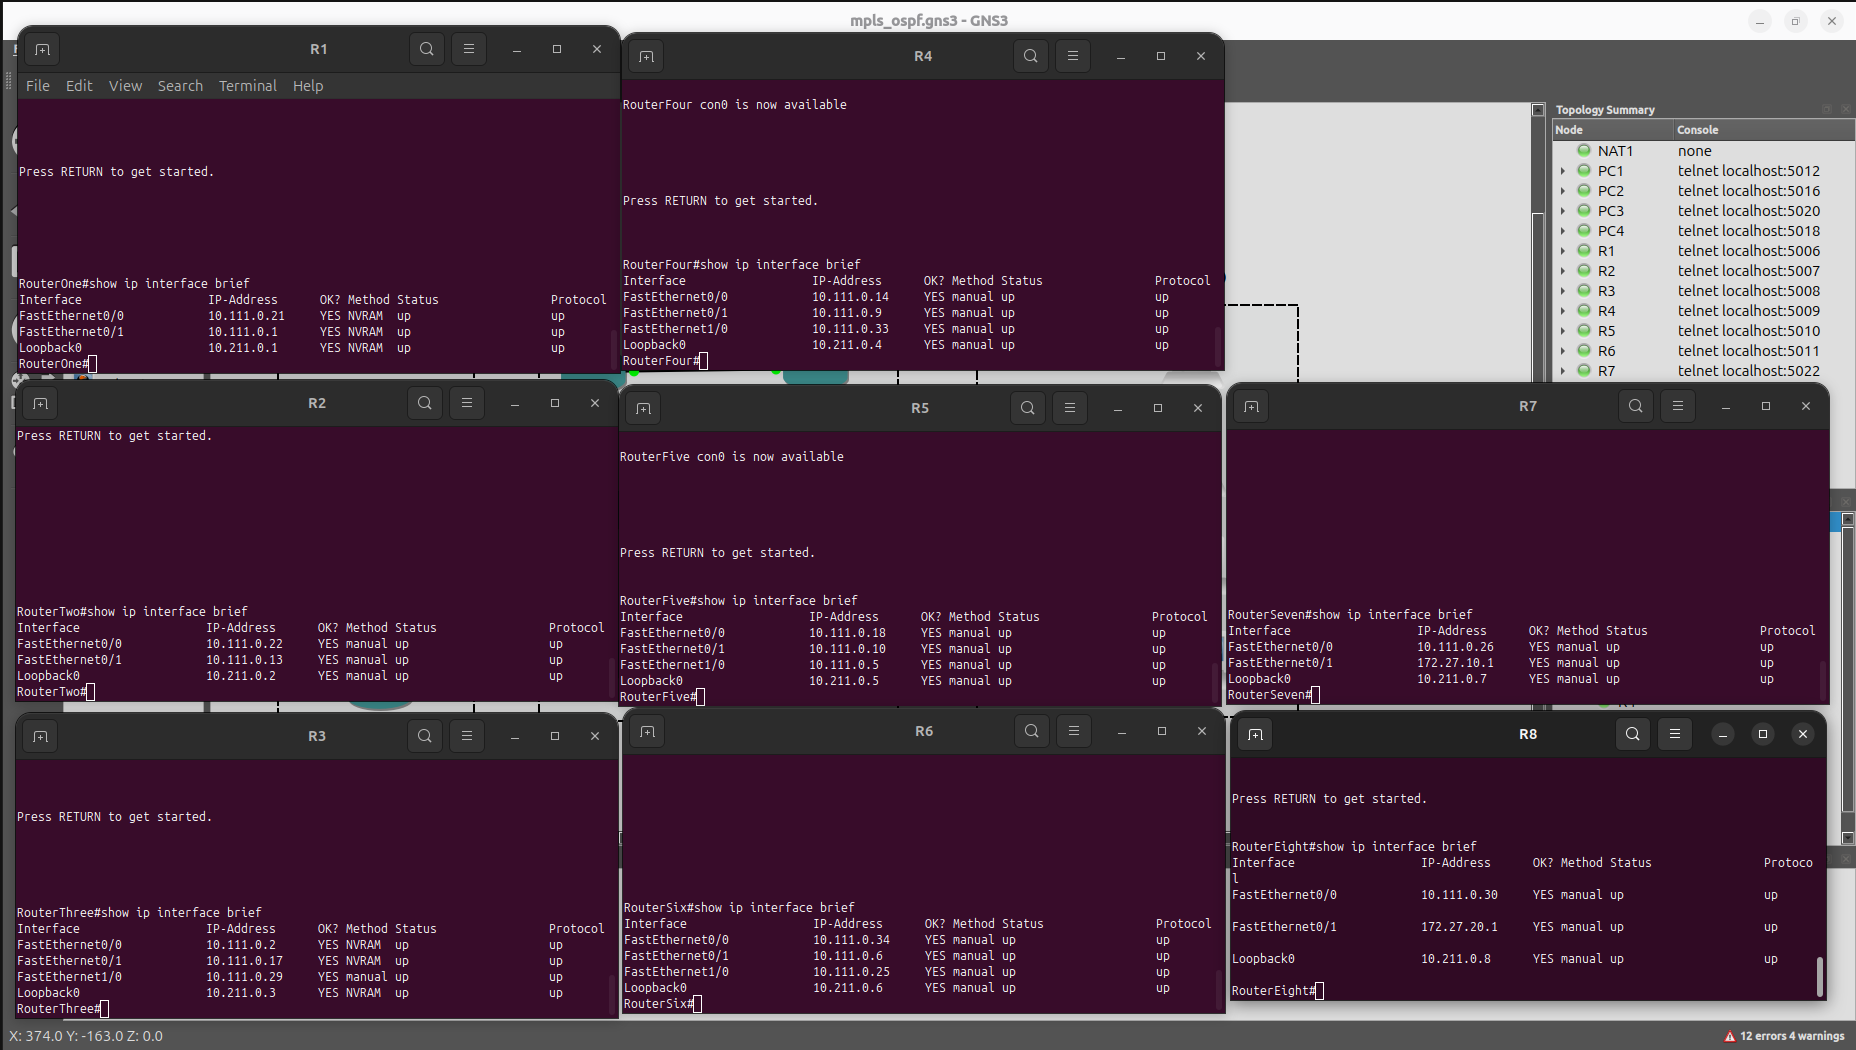 mpls_ospf.gns3 - GNS3
R1
File Edit View Search Terminal Help
Press RETURN to get started.
RouterOne#show ip interface brief
Interface IP-Address OK? Method Status Protocol
FastEthernet0/0 10.111.0.21 YES NVRAM up up
FastEthernet0/1 10.111.0.1 YES NVRAM up up
Loopback0 10.211.0.1 YES NVRAM up up
RouterOne#
R4
RouterFour con0 is now available
Press RETURN to get started.
RouterFour#show ip interface brief
Interface IP-Address OK? Method Status Protocol
FastEthernet0/0 10.111.0.14 YES manual up up
FastEthernet0/1 10.111.0.9 YES manual up up
FastEthernet1/0 10.111.0.33 YES manual up up
Loopback0 10.211.0.4 YES manual up up
RouterFour#
Topology Summary
Node Console
NAT1 none
PC1 telnet localhost:5012
PC2 telnet localhost:5016
PC3 telnet localhost:5020
PC4 telnet localhost:5018
R1 telnet localhost:5006
R2 telnet localhost:5007
R3 telnet localhost:5008
R4 telnet localhost:5009
R5 telnet localhost:5010
R6 telnet localhost:5011
R7 telnet localhost:5022
R2
Press RETURN to get started.
RouterTwo#show ip interface brief
Interface IP-Address OK? Method Status Protocol
FastEthernet0/0 10.111.0.22 YES manual up up
FastEthernet0/1 10.111.0.13 YES manual up up
Loopback0 10.211.0.2 YES manual up up
RouterTwo#
R5
RouterFive con0 is now available
Press RETURN to get started.
RouterFive#show ip interface brief
Interface IP-Address OK? Method Status Protocol
FastEthernet0/0 10.111.0.18 YES manual up up
FastEthernet0/1 10.111.0.10 YES manual up up
FastEthernet1/0 10.111.0.5 YES manual up up
Loopback0 10.211.0.5 YES manual up up
RouterFive#
R7
RouterSeven#show ip interface brief
Interface IP-Address OK? Method Status Protocol
FastEthernet0/0 10.111.0.26 YES manual up up
FastEthernet0/1 172.27.10.1 YES manual up up
Loopback0 10.211.0.7 YES manual up up
RouterSeven#
R3
Press RETURN to get started.
RouterThree#show ip interface brief
Interface IP-Address OK? Method Status Protocol
FastEthernet0/0 10.111.0.2 YES NVRAM up up
FastEthernet0/1 10.111.0.17 YES NVRAM up up
FastEthernet1/0 10.111.0.29 YES manual up up
Loopback0 10.211.0.3 YES NVRAM up up
RouterThree#
R6
RouterSix#show ip interface brief
Interface IP-Address OK? Method Status Protocol
FastEthernet0/0 10.111.0.34 YES manual up up
FastEthernet0/1 10.111.0.6 YES manual up up
FastEthernet1/0 10.111.0.25 YES manual up up
Loopback0 10.211.0.6 YES manual up up
RouterSix#
R8
Press RETURN to get started.
RouterEight#show ip interface brief
Interface IP-Address OK? Method Status Protoco
l
FastEthernet0/0 10.111.0.30 YES manual up up
FastEthernet0/1 172.27.20.1 YES manual up up
Loopback0 10.211.0.8 YES manual up up
RouterEight#
X: 374.0 Y: -163.0 Z: 0.0
12 errors 4 warnings